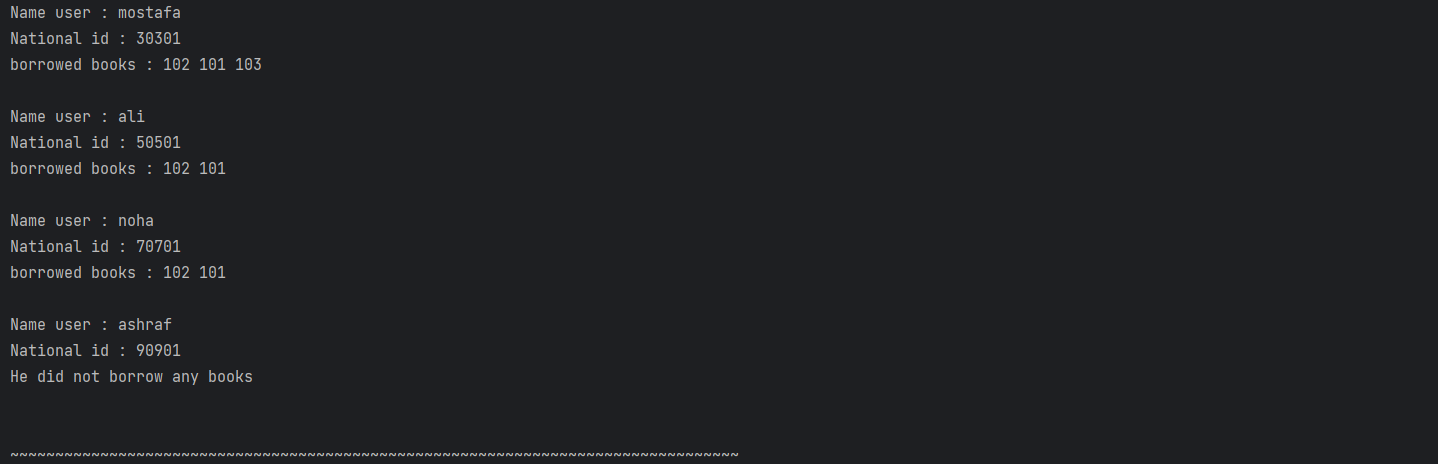 Name user : mostafa
National id : 30301
borrowed books : 102 101 103
Name user : ali
National id : 50501
borrowed books : 102 101
Name user : noha
National id : 70701
borrowed books : 102 101
Name user : ashraf
National id : 90901
He did not borrow any books
~~~~~~~~~~~~~~~~~~~~~~~~~~~~~~~~~~~~~~~~~~~~~~~~~~~~~~~~~~~~~~~~~~~~~~~~~~~~~~~~~